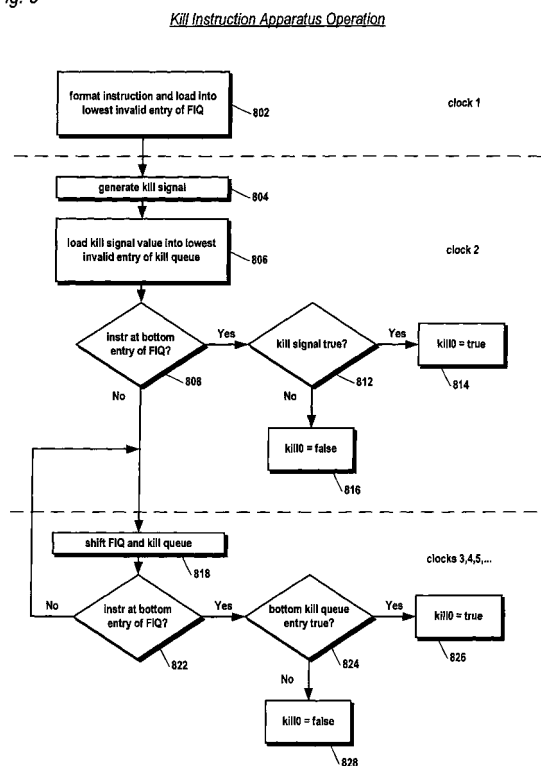 Kill Instruction Apparatus Operation
format instruction and load into
lowest invalid entry of FIQ
802
clock 1
generate kill signal
804
load kill signal value into lowest
invalid entry of kill queue
806
clock 2
instr at bottom
entry of FIQ?
Yes
808
No
kill signal true?
Yes
812
No
kill0 = true
814
kill0 = false
816
shift FIQ and kill queue
818
clocks 3,4,5,...
instr at bottom
entry of FIQ?
No
Yes
822
bottom kill queue
entry true?
Yes
824
No
kill0 = true
826
kill0 = false
828